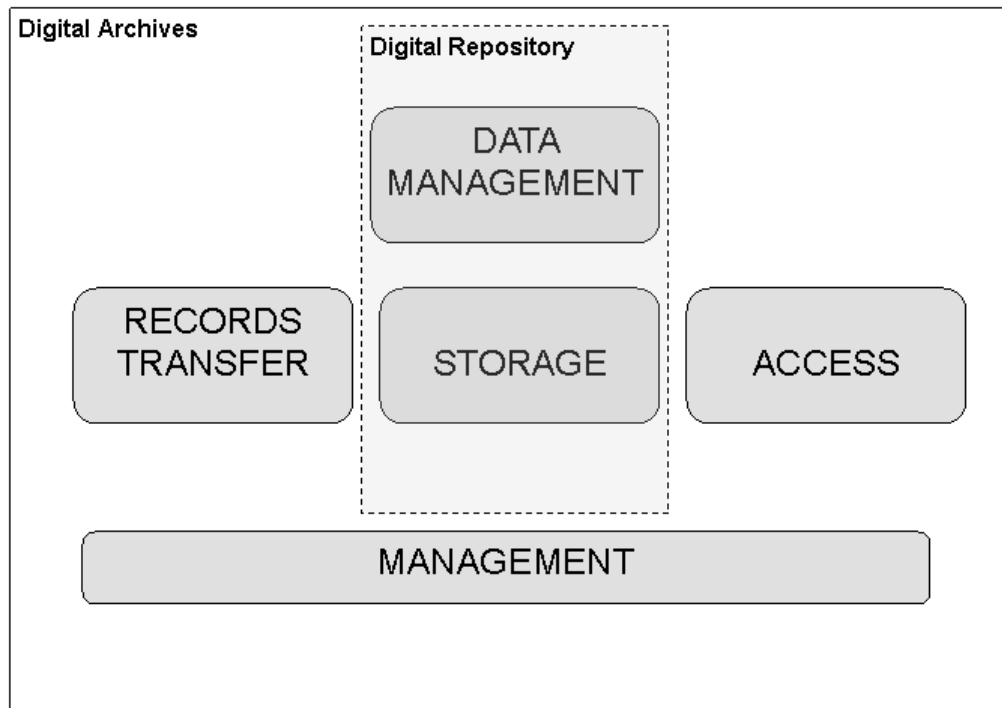 Digital Archives
Digital Repository
DATA
MANAGEMENT
RECORDS
TRANSFER
STORAGE
ACCESS
MANAGEMENT